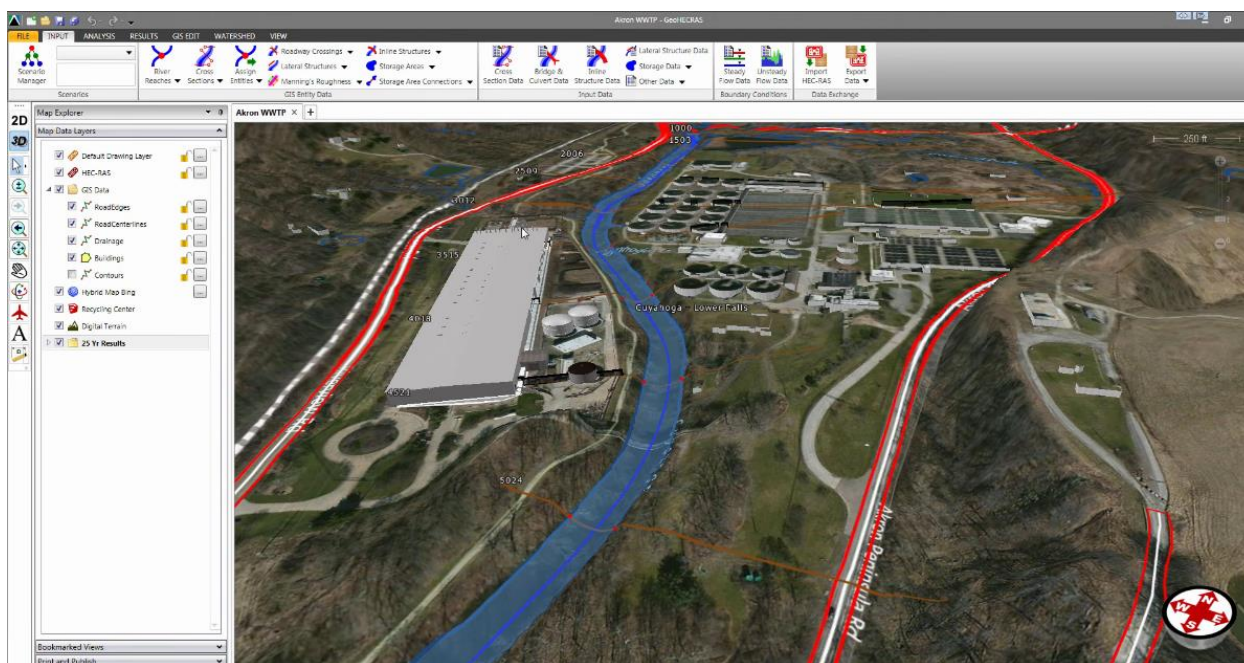 Akron WWTP - GeoHECRAS
FILE INPUT ANALYSIS RESULTS GIS EDIT WATERSHED VIEW
Scenario Manager
River Reaches
Cross Sections
Assign Entities
Roadway Crossings
Lateral Structures
Manning's Roughness
Inline Structures
Storage Areas
Storage Area Connections
Cross Section Data
Bridge & Culvert Data
Inline Structure Data
Lateral Structure Data
Storage Data
Other Data
Steady Flow Data
Unsteady Flow Data
Import HEC-RAS
Export Data
Scenarios
GIS Entity Data
Input Data
Boundary Conditions
Data Exchange
2D
3D
A
Map Explorer
Map Data Layers
Default Drawing Layer
HEC-RAS
GIS Data
RoadEdges
RoadCenterlines
Drainage
Buildings
Contours
Hybrid Map Bing
Recycling Center
Digital Terrain
25 Yr Results
Bookmarked Views
Print and Publish
Akron WWTP
1000
1503
2006
2509
3012
3515
4018
4521
5024
250 ft
Cuyahoga - Lower Falls
Akron Peninsula Rd
N
W
E
S